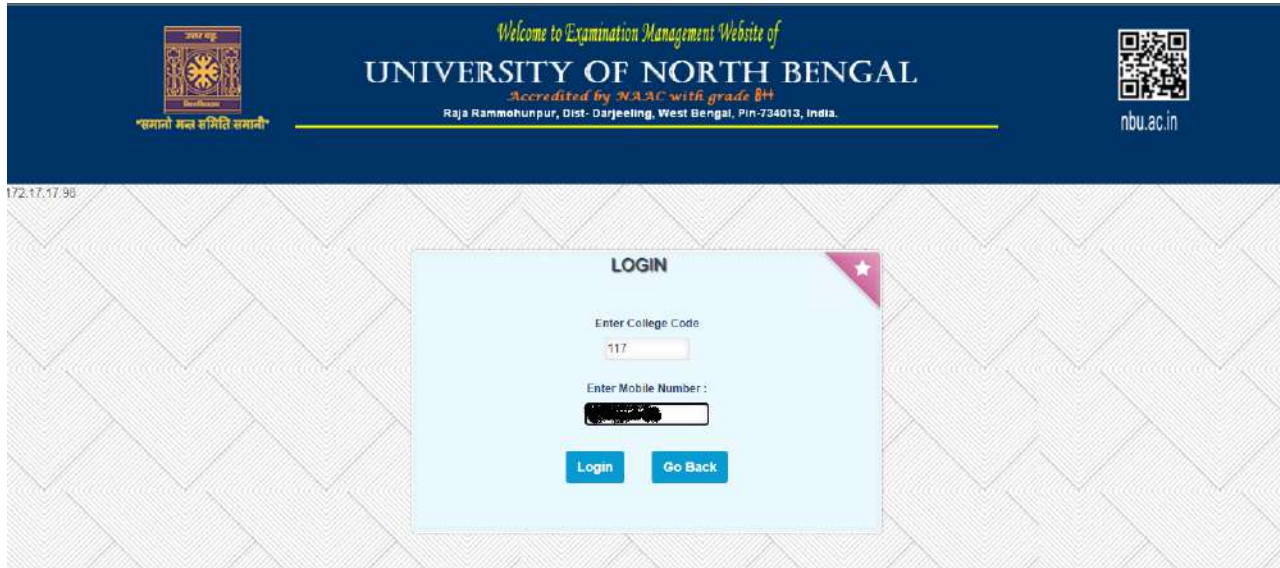 Welcome to Examination Management Website of
UNIVERSITY OF NORTH BENGAL
Accredited by NAAC with grade B++
Raja Rammohunpur, Dist- Darjeeling, West Bengal, Pin-734013, India.
"समानो मन्त्र समिति समानी"
nbu.ac.in
172.17.17.98
LOGIN
Enter College Code
117
Enter Mobile Number :
Login Go Back